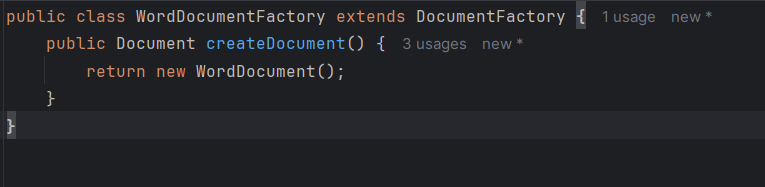 public class WordDocumentFactory extends DocumentFactory { 1 usage new *
    public Document createDocument() { 3 usages new *
        return new WordDocument();
    }
}